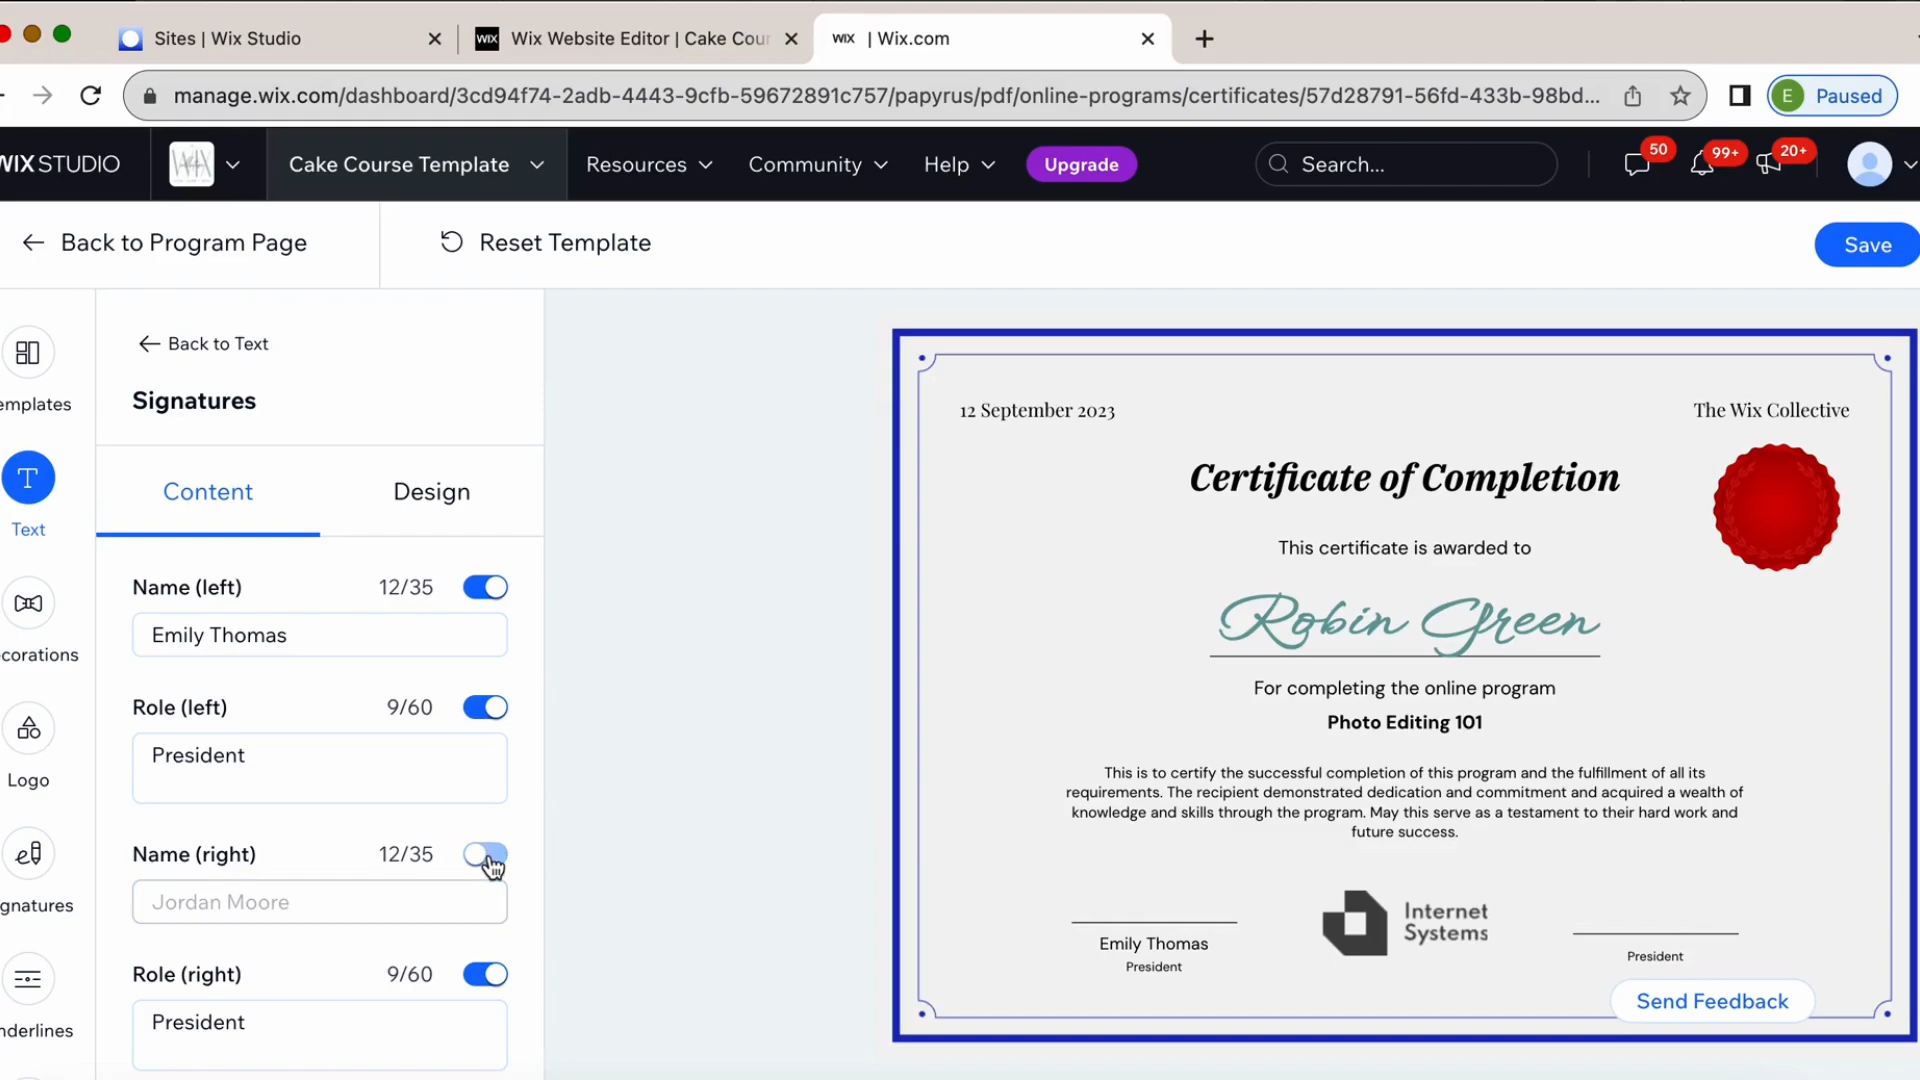 Sites | Wix Studio
WIX Wix Website Editor | Cake Cour
WIX | Wix.com
manage.wix.com/dashboard/3cd94f74-2adb-4443-9cfb-59672891c757/papyrus/pdf/online-programs/certificates/57d28791-56fd-433b-98bd...
E Paused
WIX STUDIO
WIX
Cake Course Template
Resources
Community
Help
Upgrade
Search...
50
99+
20+
Back to Program Page
Reset Template
Save
emplates
Text
corations
Logo
gnatures
nderlines
Back to Text
Signatures
Content
Design
Name (left) 12/35
Emily Thomas
Role (left) 9/60
President
Name (right) 12/35
Jordan Moore
Role (right) 9/60
President
12 September 2023
The Wix Collective
Certificate of Completion
This certificate is awarded to
Robin Green
For completing the online program
Photo Editing 101
This is to certify the successful completion of this program and the fulfillment of all its
requirements. The recipient demonstrated dedication and commitment and acquired a wealth of
knowledge and skills through the program. May this serve as a testament to their hard work and
future success.
Emily Thomas
President
Internet
Systems
President
Send Feedback